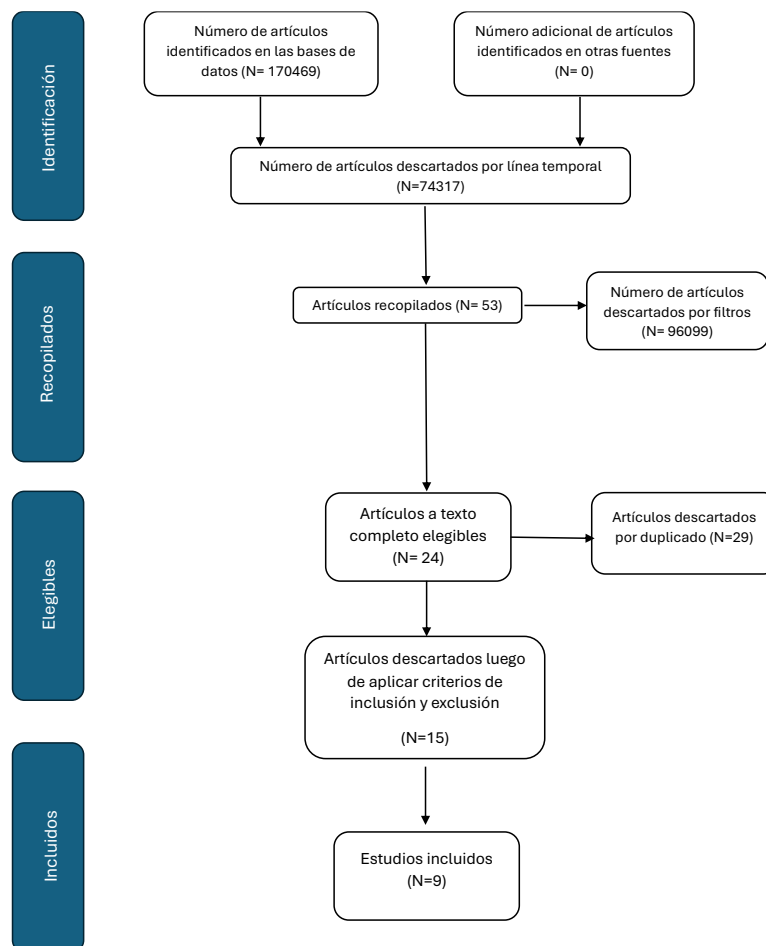 Identificación
Número de artículos
identificados en las bases de
datos (N= 170469)
Número adicional de artículos
identificados en otras fuentes
(N= 0)
Número de artículos descartados por línea temporal
(N=74317)
Recopilados
Artículos recopilados (N= 53)
Número de artículos
descartados por filtros
(N= 96099)
Elegibles
Artículos a texto
completo elegibles
(N= 24)
Artículos descartados
por duplicado (N=29)
Artículos descartados luego
de aplicar criterios de
inclusión y exclusión
(N=15)
Incluidos
Estudios incluidos
(N=9)